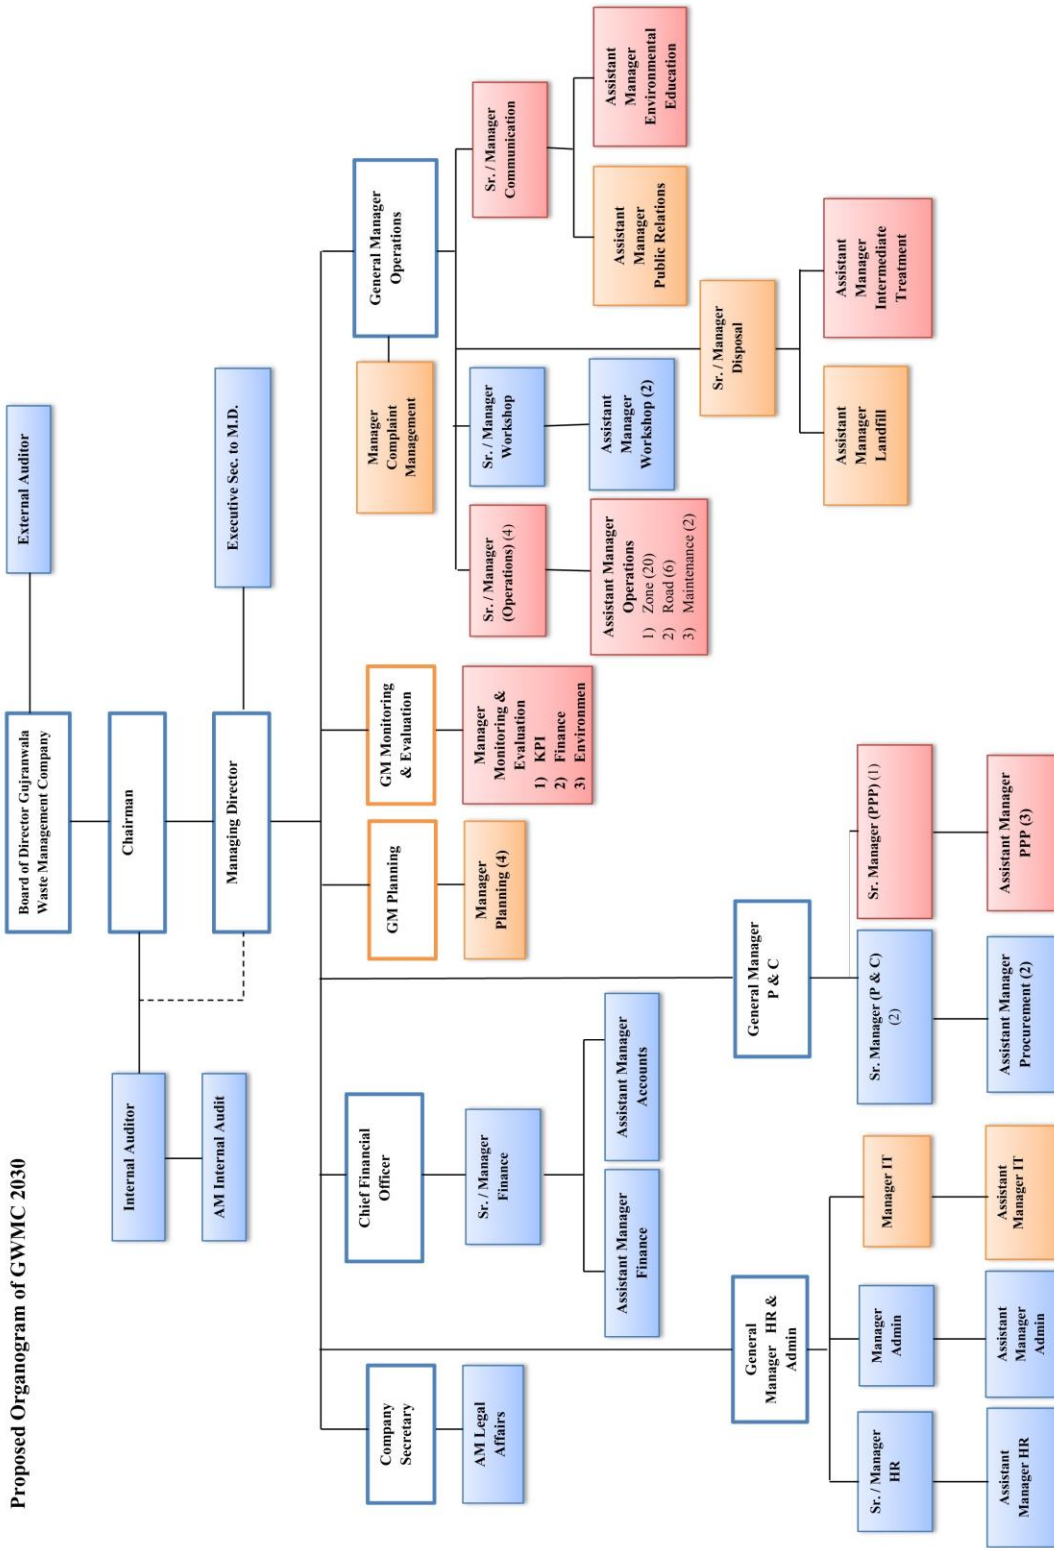 Proposed Organogram of GWMC 2030
Board of Director Gujranwala
Waste Management Company
External Auditor
Chairman
Internal Auditor
AM Internal Audit
Managing Director
Executive Sec. to M.D.
Company
Secretary
AM Legal
Affairs
Chief Financial
Officer
Sr. / Manager
Finance
Assistant Manager
Finance
Assistant Manager
Accounts
GM Planning
Manager
Planning (4)
GM Monitoring
& Evaluation
Manager
Monitoring &
Evaluation
1) KPI
2) Finance
3) Environmen
Manager
Complaint
Management
General Manager
Operations
Sr. / Manager
(Operations) (4)
Assistant Manager
Operations
1) Zone (20)
2) Road (6)
3) Maintenance (2)
Sr. / Manager
Workshop
Assistant
Manager
Workshop (2)
Sr. / Manager
Communication
Assistant
Manager
Public Relations
Assistant
Manager
Environmental
Education
Sr. / Manager
Disposal
Assistant
Manager
Landfill
Assistant
Manager
Intermediate
Treatment
General
Manager HR &
Admin
Sr. / Manager
HR
Assistant
Manager HR
Manager
Admin
Assistant
Manager
Admin
Manager IT
Assistant
Manager IT
General Manager
P & C
Sr. Manager (P & C)
(2)
Assistant Manager
Procurement (2)
Sr. Manager (PPP) (1)
Assistant Manager
PPP (3)